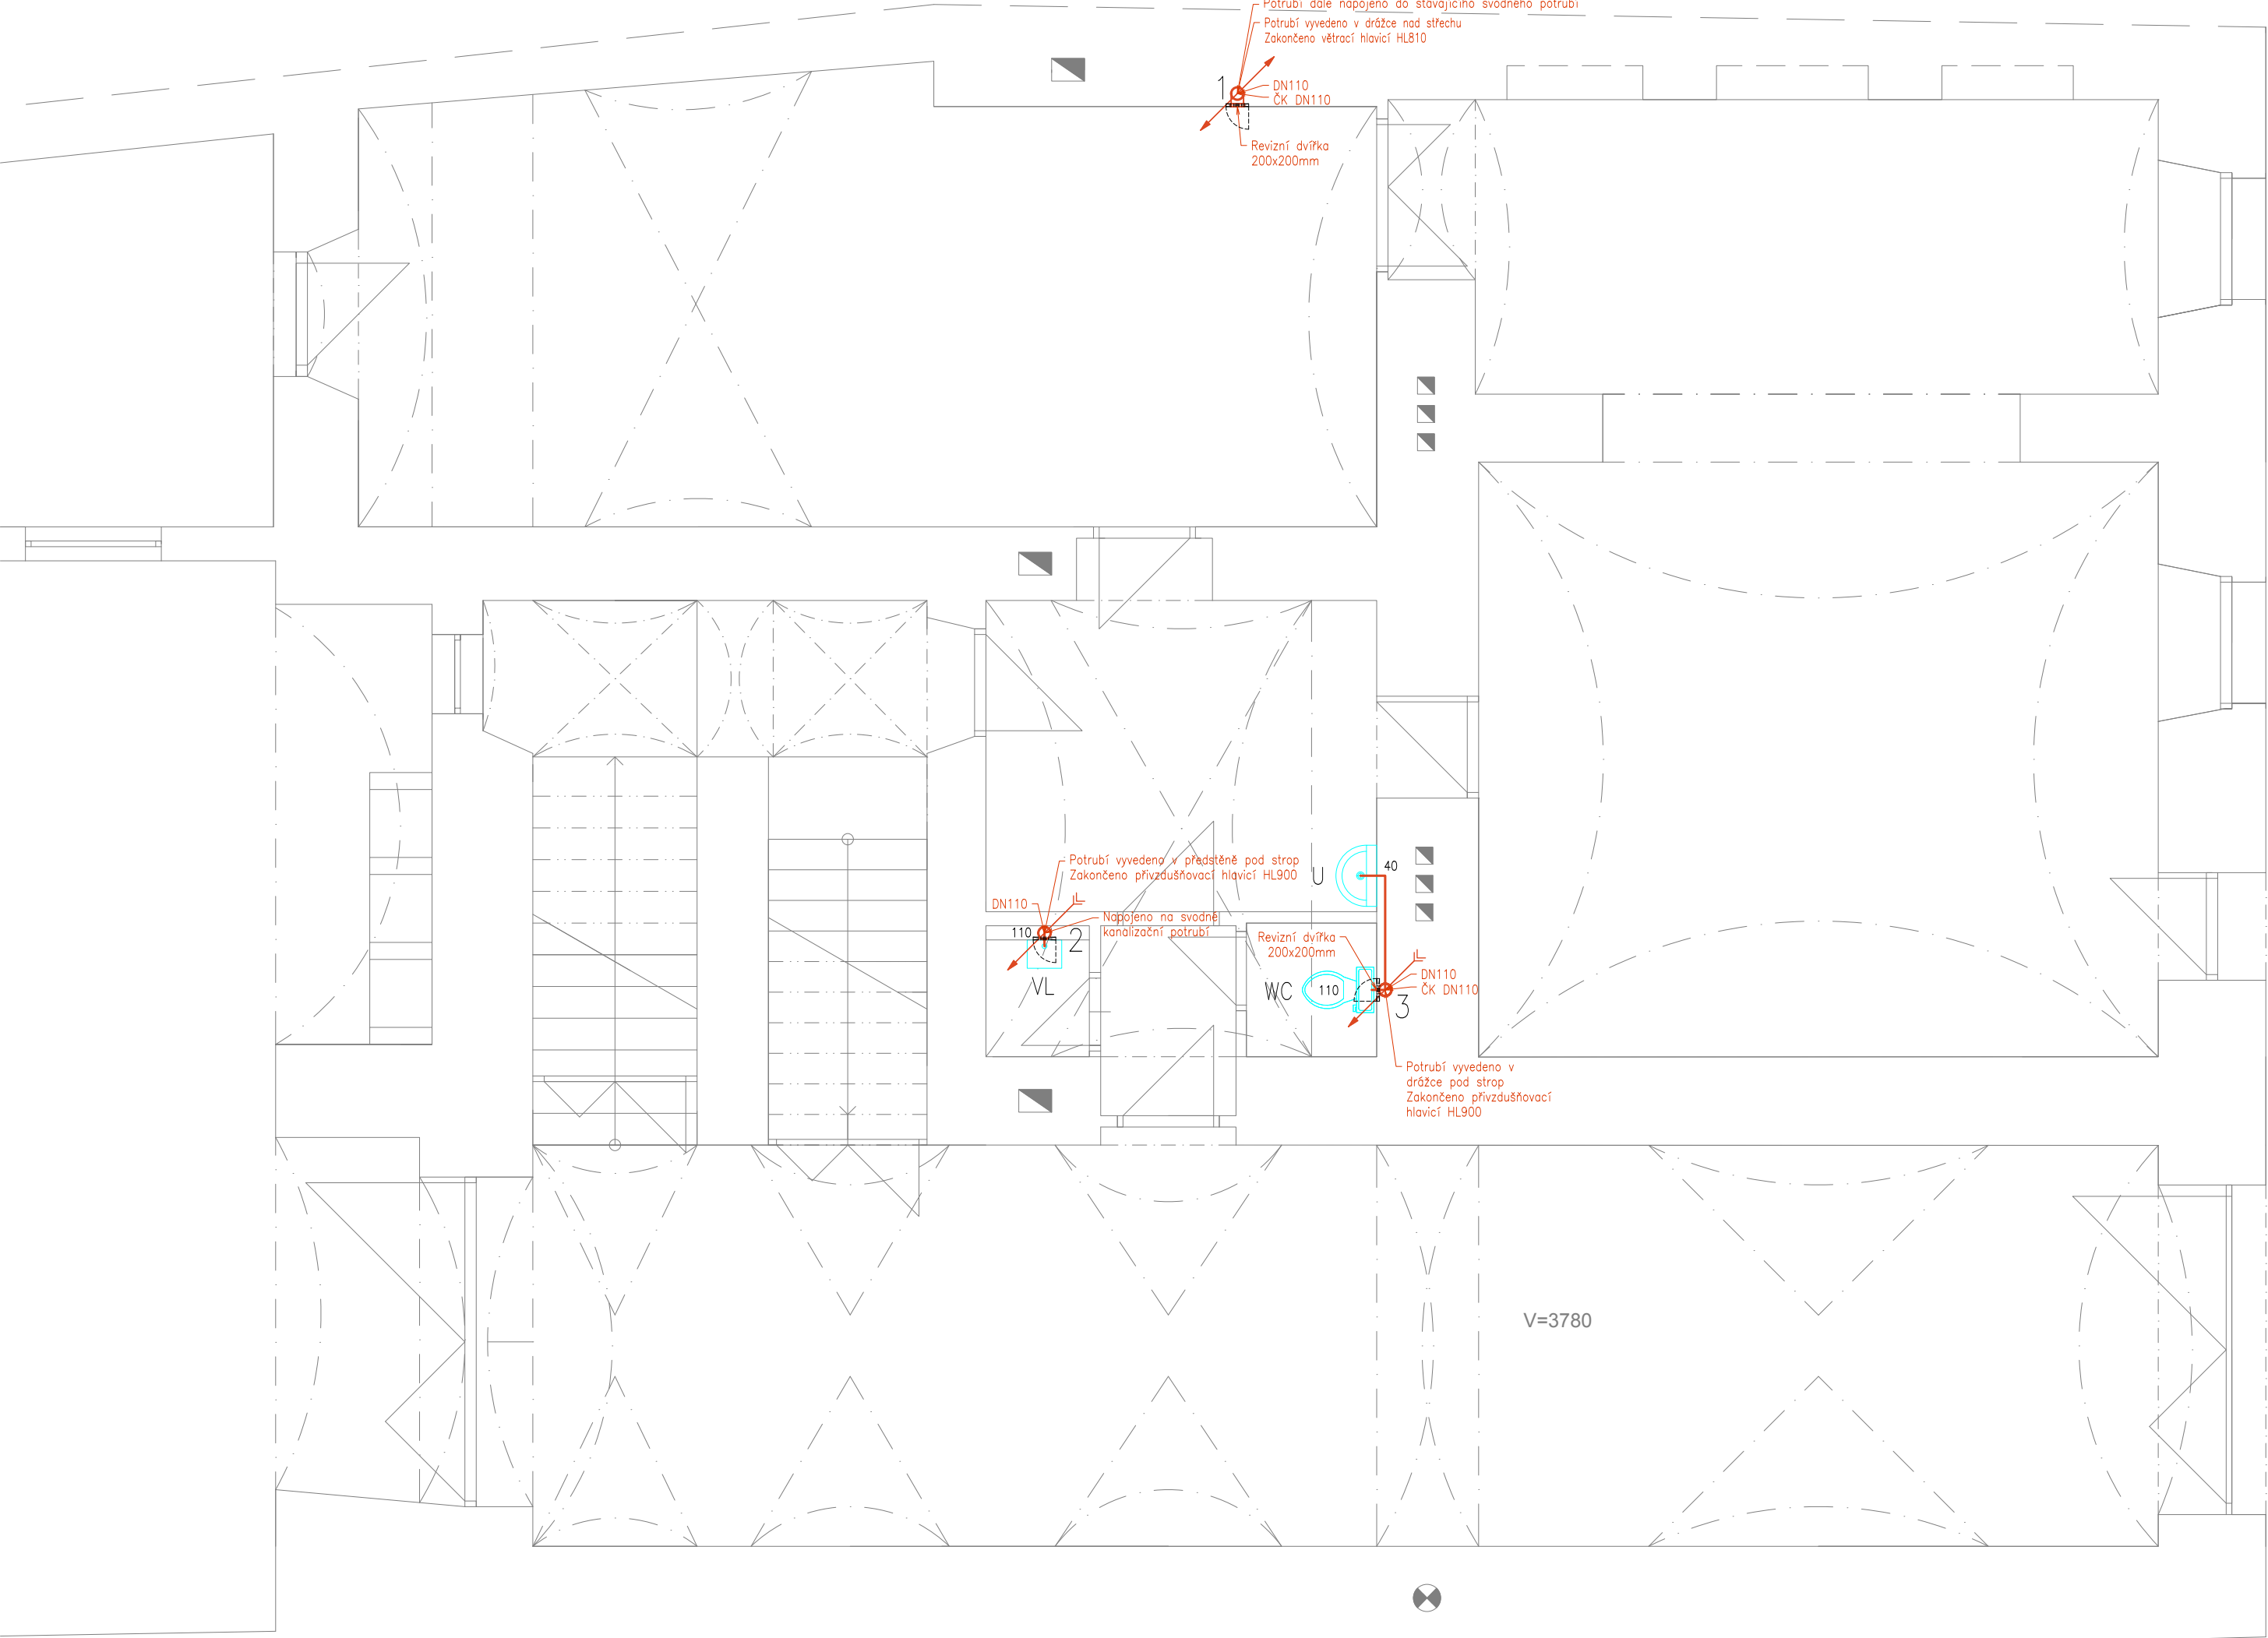 Potrubí dále napojeno do stávajícího svodného potrubí
Potrubí vyvedeno v drážce nad střechu
Zakončeno větrací hlavicí HL810
1
DN110
ČK DN110
Revizní dvířka
200x200mm
Potrubí vyvedeno v předstěně pod strop
Zakončeno přivzdušňovací hlavicí HL900
DN110
Napojeno na svodné
kanalizační potrubí
110
2
VL
U
40
Revizní dvířka
200x200mm
WC
110
DN110
ČK DN110
3
Potrubí vyvedeno v
drážce pod strop
Zakončeno přivzdušňovací
hlavicí HL900
V=3780